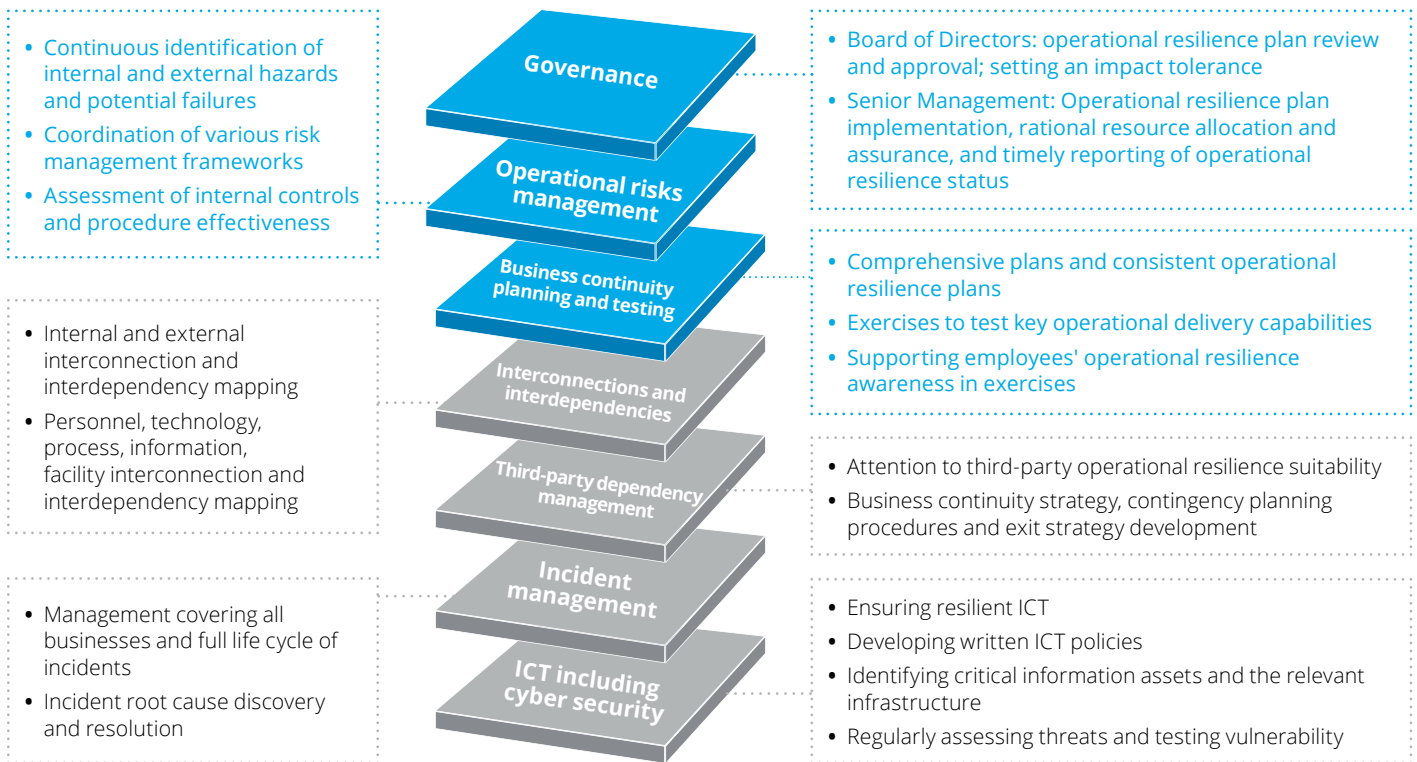 Governance
• Board of Directors: operational resilience plan review
and approval; setting an impact tolerance
• Senior Management: Operational resilience plan
implementation, rational resource allocation and
assurance, and timely reporting of operational
resilience status
• Continuous identification of
internal and external hazards
and potential failures
• Coordination of various risk
management frameworks
• Assessment of internal controls
and procedure effectiveness
Operational risks
management
Business continuity
planning and testing
• Comprehensive plans and consistent operational
resilience plans
• Exercises to test key operational delivery capabilities
• Supporting employees' operational resilience
awareness in exercises
• Internal and external
interconnection and
interdependency mapping
• Personnel, technology,
process, information,
facility interconnection and
interdependency mapping
Interconnections and
interdependencies
Third-party dependency
management
• Attention to third-party operational resilience suitability
• Business continuity strategy, contingency planning
procedures and exit strategy development
• Management covering all
businesses and full life cycle of
incidents
• Incident root cause discovery
and resolution
Incident
management
ICT including
cyber security
• Ensuring resilient ICT
• Developing written ICT policies
• Identifying critical information assets and the relevant
infrastructure
• Regularly assessing threats and testing vulnerability